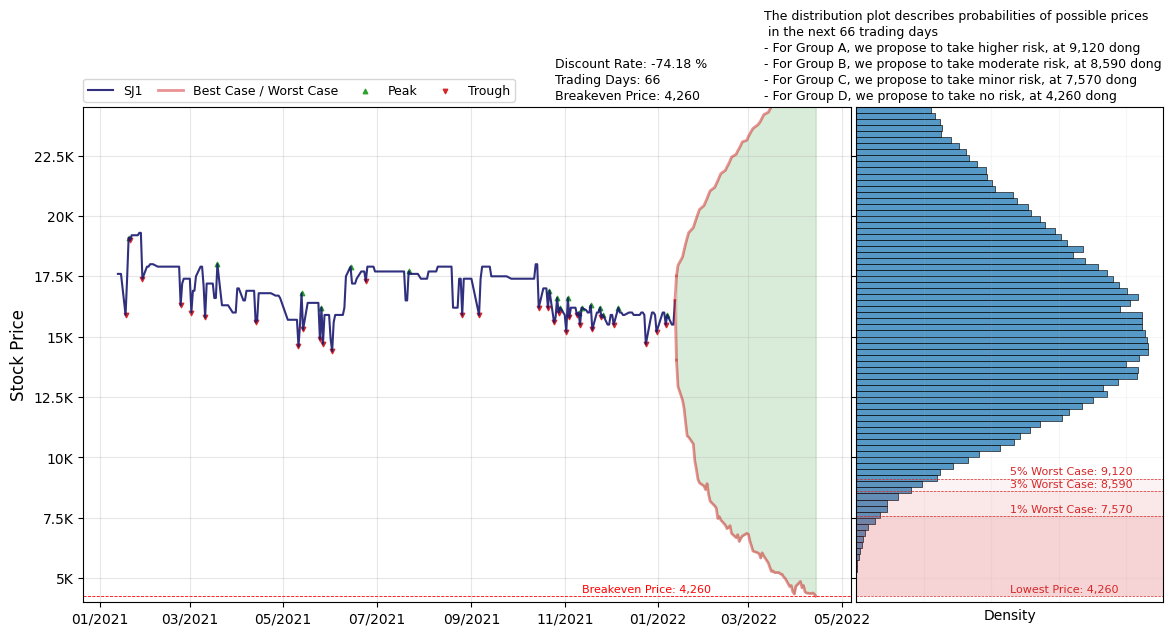 The distribution plot describes probabilities of possible prices
in the next 66 trading days
- For Group A, we propose to take higher risk, at 9,120 dong
- For Group B, we propose to take moderate risk, at 8,590 dong
- For Group C, we propose to take minor risk, at 7,570 dong
- For Group D, we propose to take no risk, at 4,260 dong
Discount Rate: -74.18 %
Trading Days: 66
Breakeven Price: 4,260
SJ1 Best Case / Worst Case Peak Trough
Stock Price
22.5K
20K
17.5K
15K
12.5K
10K
7.5K
5K
Breakeven Price: 4,260
01/2021 03/2021 05/2021 07/2021 09/2021 11/2021 01/2022 03/2022 05/2022
5% Worst Case: 9,120
3% Worst Case: 8,590
1% Worst Case: 7,570
Lowest Price: 4,260
Density